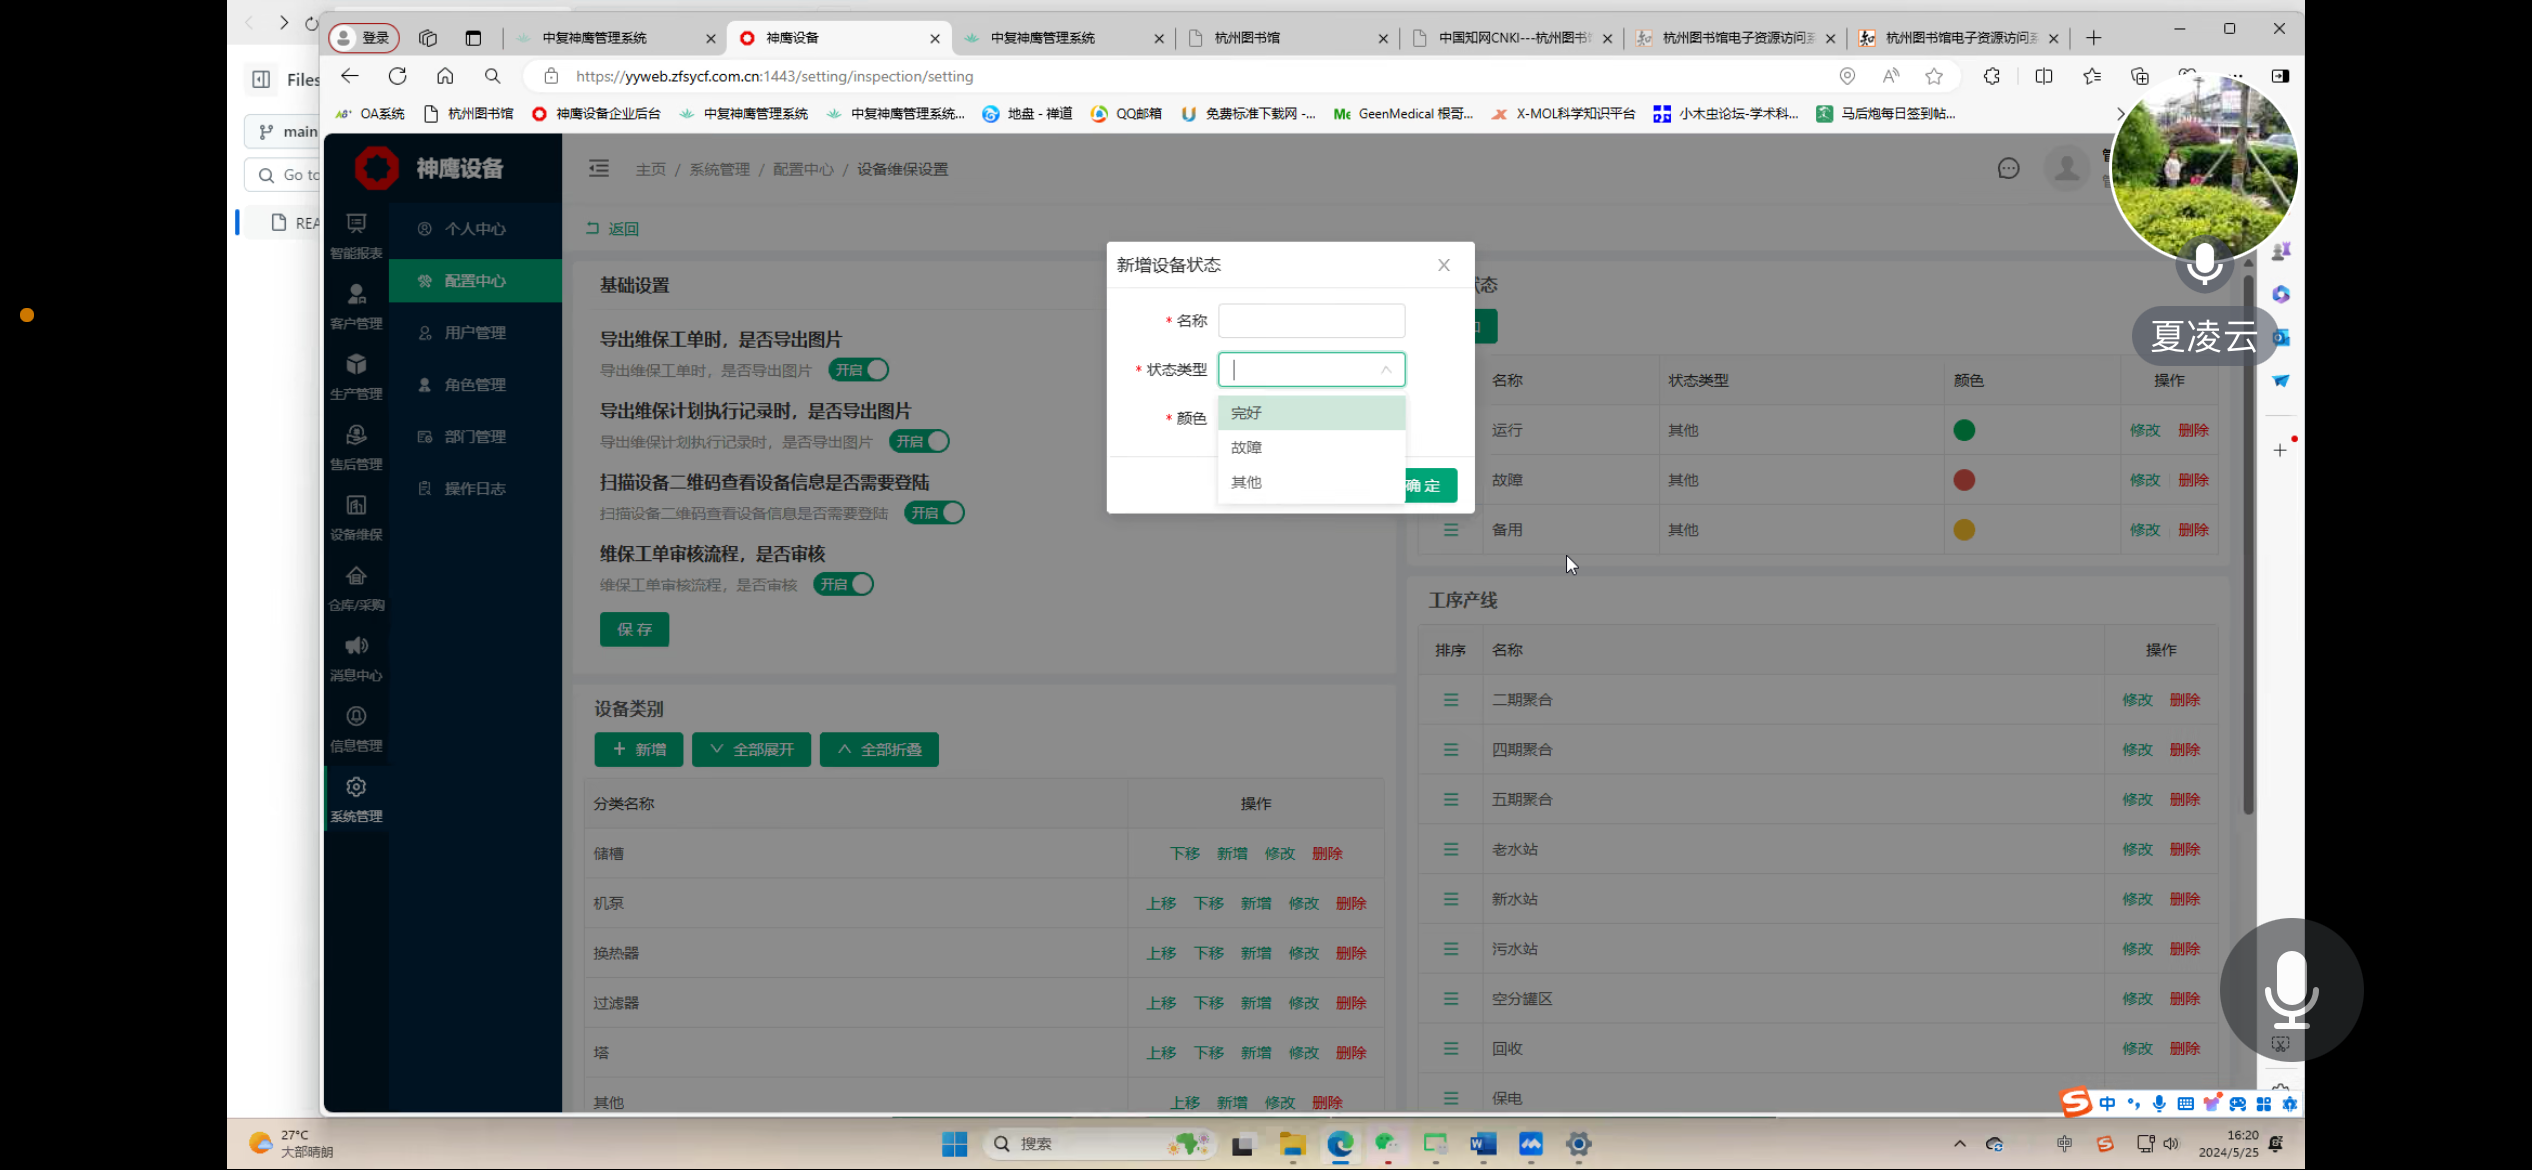 登录
中复神鹰管理系统
神鹰设备
中复神鹰管理系统
杭州图书馆
中国知网CNKI---杭州图书
杭州图书馆电子资源访问
杭州图书馆电子资源访问
Files
https://yyweb.zfsycf.com.cn:1443/setting/inspection/setting
main
OA系统
杭州图书馆
神鹰设备企业后台
中复神鹰管理系统
中复神鹰管理系统...
地盘 - 禅道
QQ邮箱
免费标准下载网 -...
GeenMedical 根哥...
X-MOL科学知识平台
小木虫论坛-学术科...
马后炮每日签到帖...
Go to
REA
神鹰设备
主页 / 系统管理 / 配置中心 / 设备维保设置
智能报表
客户管理
生产管理
售后管理
设备维保
仓库/采购
消息中心
信息管理
系统管理
个人中心
配置中心
用户管理
角色管理
部门管理
操作日志
返回
基础设置
导出维保工单时，是否导出图片
导出维保工单时，是否导出图片 开启
导出维保计划执行记录时，是否导出图片
导出维保计划执行记录时，是否导出图片 开启
扫描设备二维码查看设备信息是否需要登陆
扫描设备二维码查看设备信息是否需要登陆 开启
维保工单审核流程，是否审核
维保工单审核流程，是否审核 开启
保 存
新增设备状态
* 名称
* 状态类型
* 颜色
完好
故障
其他
确 定
状态
名称 状态类型 颜色 操作
运行 其他 修改 删除
故障 其他 修改 删除
备用 其他 修改 删除
夏凌云
设备类别
+ 新增 全部展开 全部折叠
分类名称 操作
储槽 下移 新增 修改 删除
机泵 上移 下移 新增 修改 删除
换热器 上移 下移 新增 修改 删除
过滤器 上移 下移 新增 修改 删除
塔 上移 下移 新增 修改 删除
其他 上移 新增 修改 删除
工序产线
排序 名称 操作
二期聚合 修改 删除
四期聚合 修改 删除
五期聚合 修改 删除
老水站 修改 删除
新水站 修改 删除
污水站 修改 删除
空分罐区 修改 删除
回收 修改 删除
保电
中
27°C
大部晴朗
搜索
中
16:20
2024/5/25